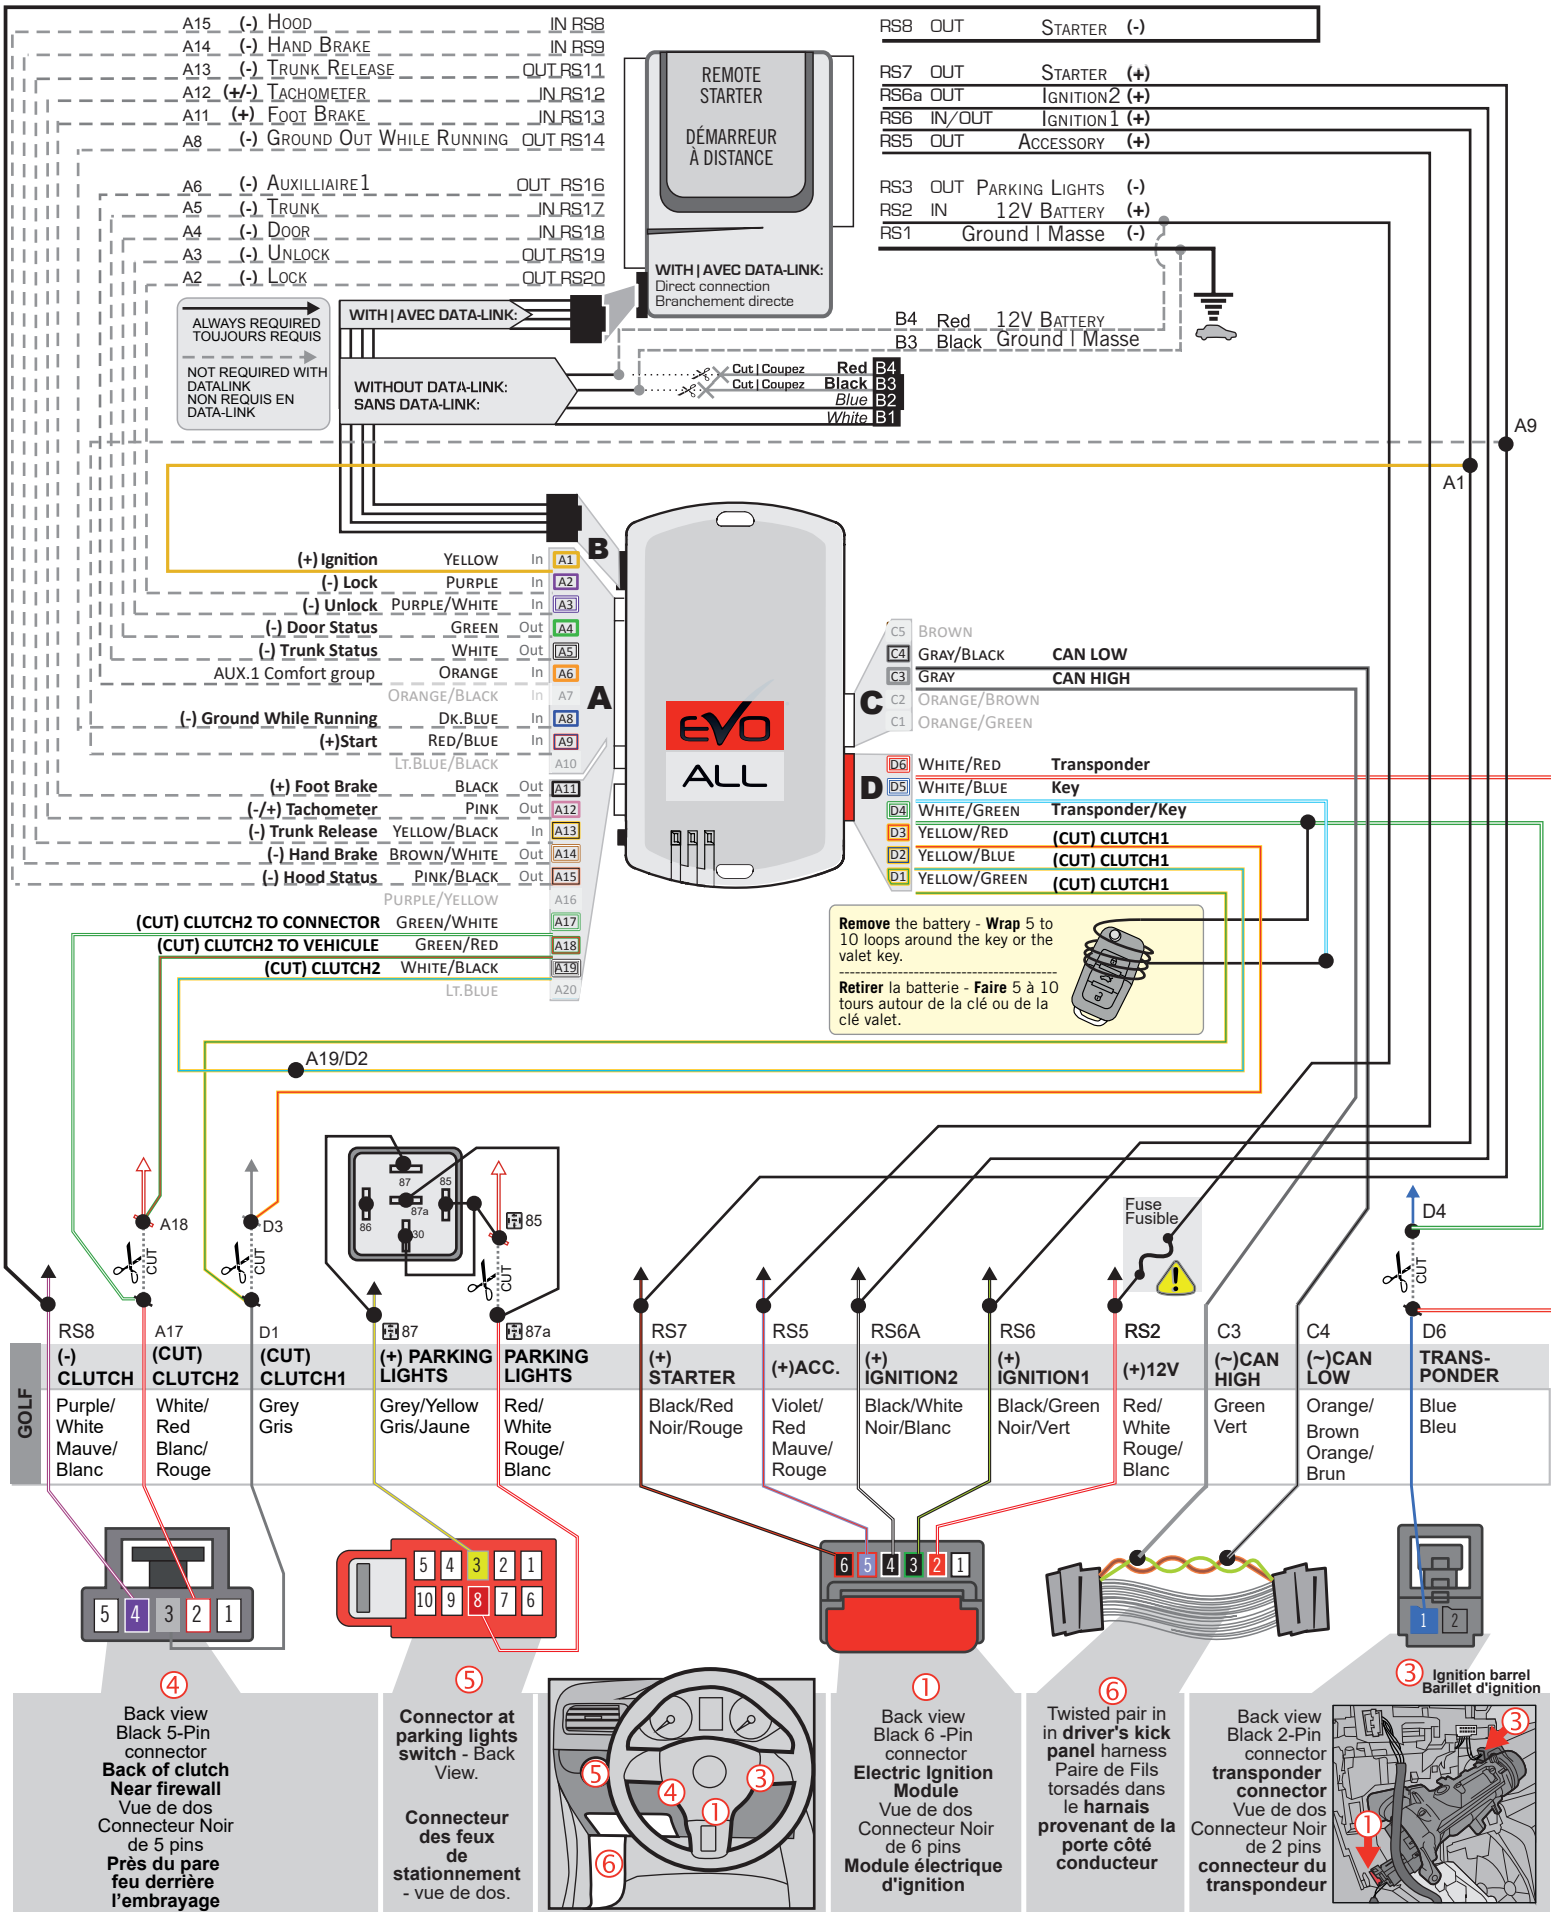 A15 (-) HOOD IN RS8
A14 (-) HAND BRAKE IN RS9
A13 (-) TRUNK RELEASE OUT RS11
A12 (+/-) TACHOMETER IN RS12
A11 (+) FOOT BRAKE IN RS13
A8 (-) GROUND OUT WHILE RUNNING OUT RS14
A6 (-) AUXILLIAIRE1 OUT RS16
A5 (-) TRUNK IN RS17
A4 (-) DOOR IN RS18
A3 (-) UNLOCK OUT RS19
A2 (-) LOCK OUT RS20
REMOTE
STARTER
DÉMARREUR
À DISTANCE
WITH | AVEC DATA-LINK:
Direct connection
Branchement directe
RS8 OUT STARTER (-)
RS7 OUT STARTER (+)
RS6a OUT IGNITION2 (+)
RS6 IN/OUT IGNITION1 (+)
RS5 OUT ACCESSORY (+)
RS3 OUT PARKING LIGHTS (-)
RS2 IN 12V BATTERY (+)
RS1 Ground | Masse (-)
ALWAYS REQUIRED
TOUJOURS REQUIS
NOT REQUIRED WITH
DATALINK
NON REQUIS EN
DATA-LINK
WITH | AVEC DATA-LINK:
WITHOUT DATA-LINK:
SANS DATA-LINK:
B4 Red 12V BATTERY
B3 Black Ground | Masse
Cut | Coupez Red B4
Cut | Coupez Black B3
Blue B2
White B1
A9
A1
B
(+) Ignition YELLOW In A1
(-) Lock PURPLE In A2
(-) Unlock PURPLE/WHITE In A3
(-) Door Status GREEN Out A4
(-) Trunk Status WHITE Out A5
AUX.1 Comfort group ORANGE In A6
ORANGE/BLACK In A7
(-) Ground While Running DK.BLUE In A8
(+)Start RED/BLUE In A9
LT.BLUE/BLACK A10
(+) Foot Brake BLACK Out A11
(-/+) Tachometer PINK Out A12
(-) Trunk Release YELLOW/BLACK In A13
(-) Hand Brake BROWN/WHITE Out A14
(-) Hood Status PINK/BLACK Out A15
PURPLE/YELLOW A16
(CUT) CLUTCH2 TO CONNECTOR GREEN/WHITE A17
(CUT) CLUTCH2 TO VEHICULE GREEN/RED A18
(CUT) CLUTCH2 WHITE/BLACK A19
LT.BLUE A20
A
EVO
ALL
C
C5 BROWN
C4 GRAY/BLACK CAN LOW
C3 GRAY CAN HIGH
C2 ORANGE/BROWN
C1 ORANGE/GREEN
D
D6 WHITE/RED Transponder
D5 WHITE/BLUE Key
D4 WHITE/GREEN Transponder/Key
D3 YELLOW/RED (CUT) CLUTCH1
D2 YELLOW/BLUE (CUT) CLUTCH1
D1 YELLOW/GREEN (CUT) CLUTCH1
Remove the battery - Wrap 5 to
10 loops around the key or the
valet key.
Retirer la batterie - Faire 5 à 10
tours autour de la clé ou de la
clé valet.
A19/D2
87
85
87a
86
30
A18
D3
85
Fuse
Fusible
D4
CUT
CUT
CUT
CUT
RS8 A17 D1 87 87a RS7 RS5 RS6A RS6 RS2 C3 C4 D6
GOLF
(-)
CLUTCH
(CUT)
CLUTCH2
(CUT)
CLUTCH1
(+) PARKING
LIGHTS
PARKING
LIGHTS
(+)
STARTER
(+)ACC.
(+)
IGNITION2
(+)
IGNITION1
(+)12V
(~)CAN
HIGH
(~)CAN
LOW
TRANS-
PONDER
Purple/
White
Mauve/
Blanc
White/
Red
Blanc/
Rouge
Grey
Gris
Grey/Yellow
Gris/Jaune
Red/
White
Rouge/
Blanc
Black/Red
Noir/Rouge
Violet/
Red
Mauve/
Rouge
Black/White
Noir/Blanc
Black/Green
Noir/Vert
Red/
White
Rouge/
Blanc
Green
Vert
Orange/
Brown
Orange/
Brun
Blue
Bleu
5 4 3 2 1
5 4 3 2 1
10 9 8 7 6
6 5 4 3 2 1
1 2
4
Back view
Black 5-Pin
connector
Back of clutch
Near firewall
Vue de dos
Connecteur Noir
de 5 pins
Près du pare
feu derrière
l'embrayage
5
Connector at
parking lights
switch - Back
View.
Connecteur
des feux
de
stationnement
- vue de dos.
5
4
3
1
6
1
Back view
Black 6 -Pin
connector
Electric Ignition
Module
Vue de dos
Connecteur Noir
de 6 pins
Module électrique
d'ignition
6
Twisted pair in
in driver's kick
panel harness
Paire de Fils
torsadés dans
le harnais
provenant de la
porte côté
conducteur
3 Ignition barrel
Barillet d'ignition
Back view
Black 2-Pin
connector
transponder
connector
Vue de dos
Connecteur Noir
de 2 pins
connecteur du
transpondeur
3
1